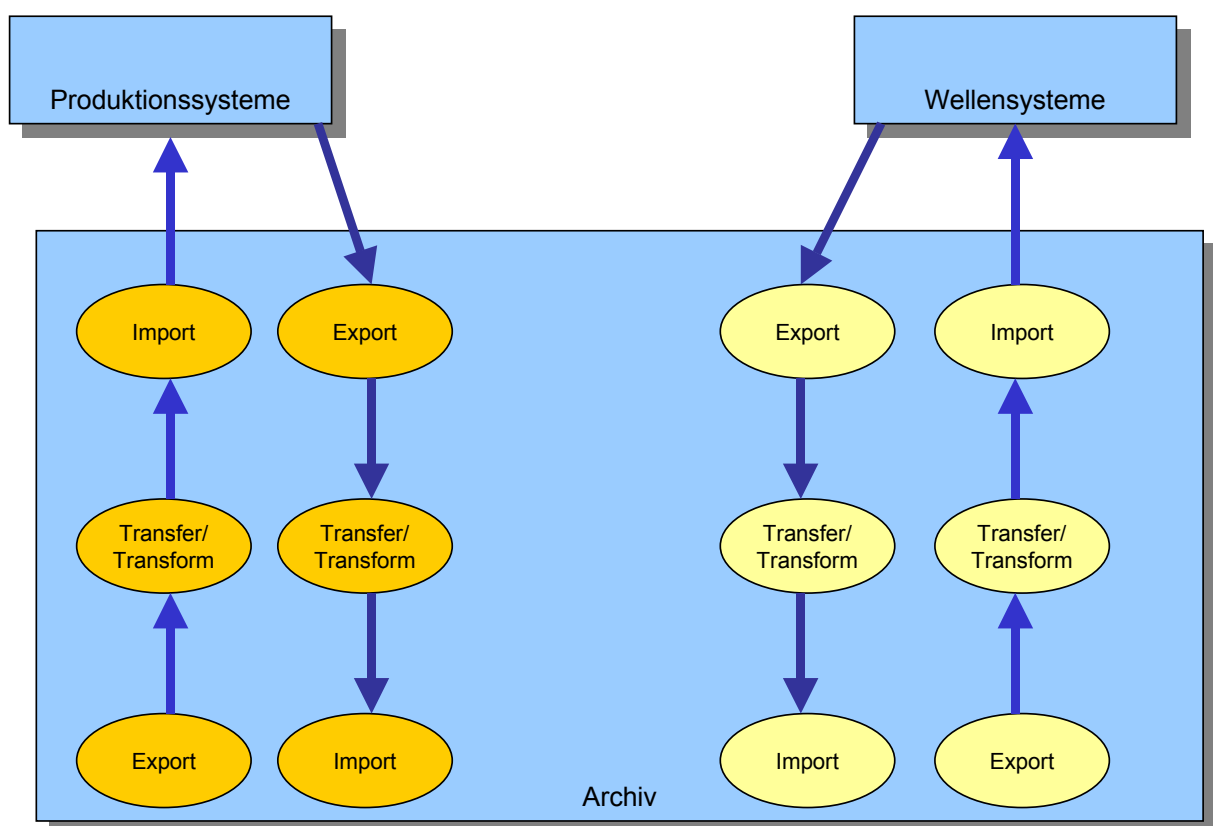 Produktionssysteme
Wellensysteme
Import
Export
Export
Import
Transfer/
Transform
Transfer/
Transform
Transfer/
Transform
Transfer/
Transform
Export
Import
Import
Export
Archiv